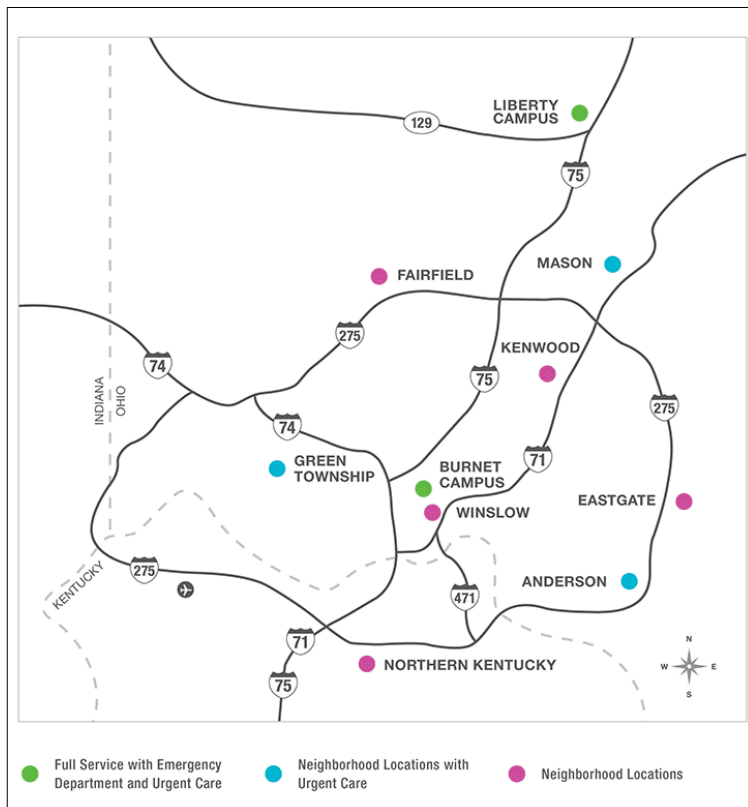 LIBERTY
CAMPUS
129
75
MASON
FAIRFIELD
275
KENWOOD
74
75
275
INDIANA
OHIO
74
71
GREEN
TOWNSHIP
BURNET
CAMPUS
EASTGATE
WINSLOW
KENTUCKY
275
ANDERSON
471
71
N
W
E
S
NORTHERN KENTUCKY
75
Full Service with Emergency
Department and Urgent Care
Neighborhood Locations with
Urgent Care
Neighborhood Locations